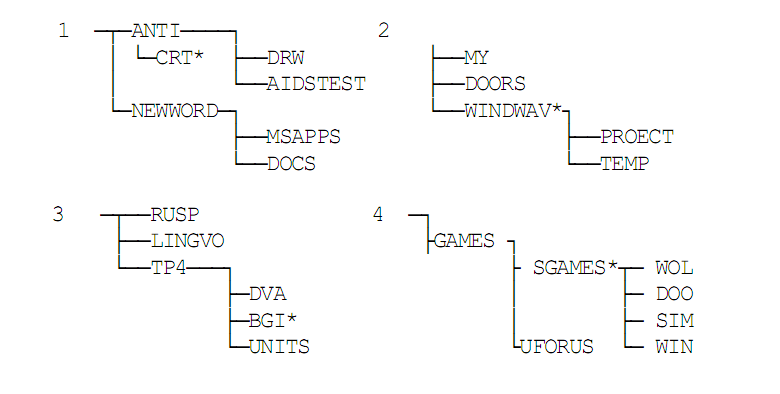 1 ANTI 2
CRT* DRW MY
AIDSTEST DOORS
NEWWORD WINDWAV*
MSAPPS PROECT
DOCS TEMP
3 RUSP 4
LINGVO GAMES
TP4 SGAMES* WOL
DVA DOO
BGI* SIM
UNITS UFORUS WIN